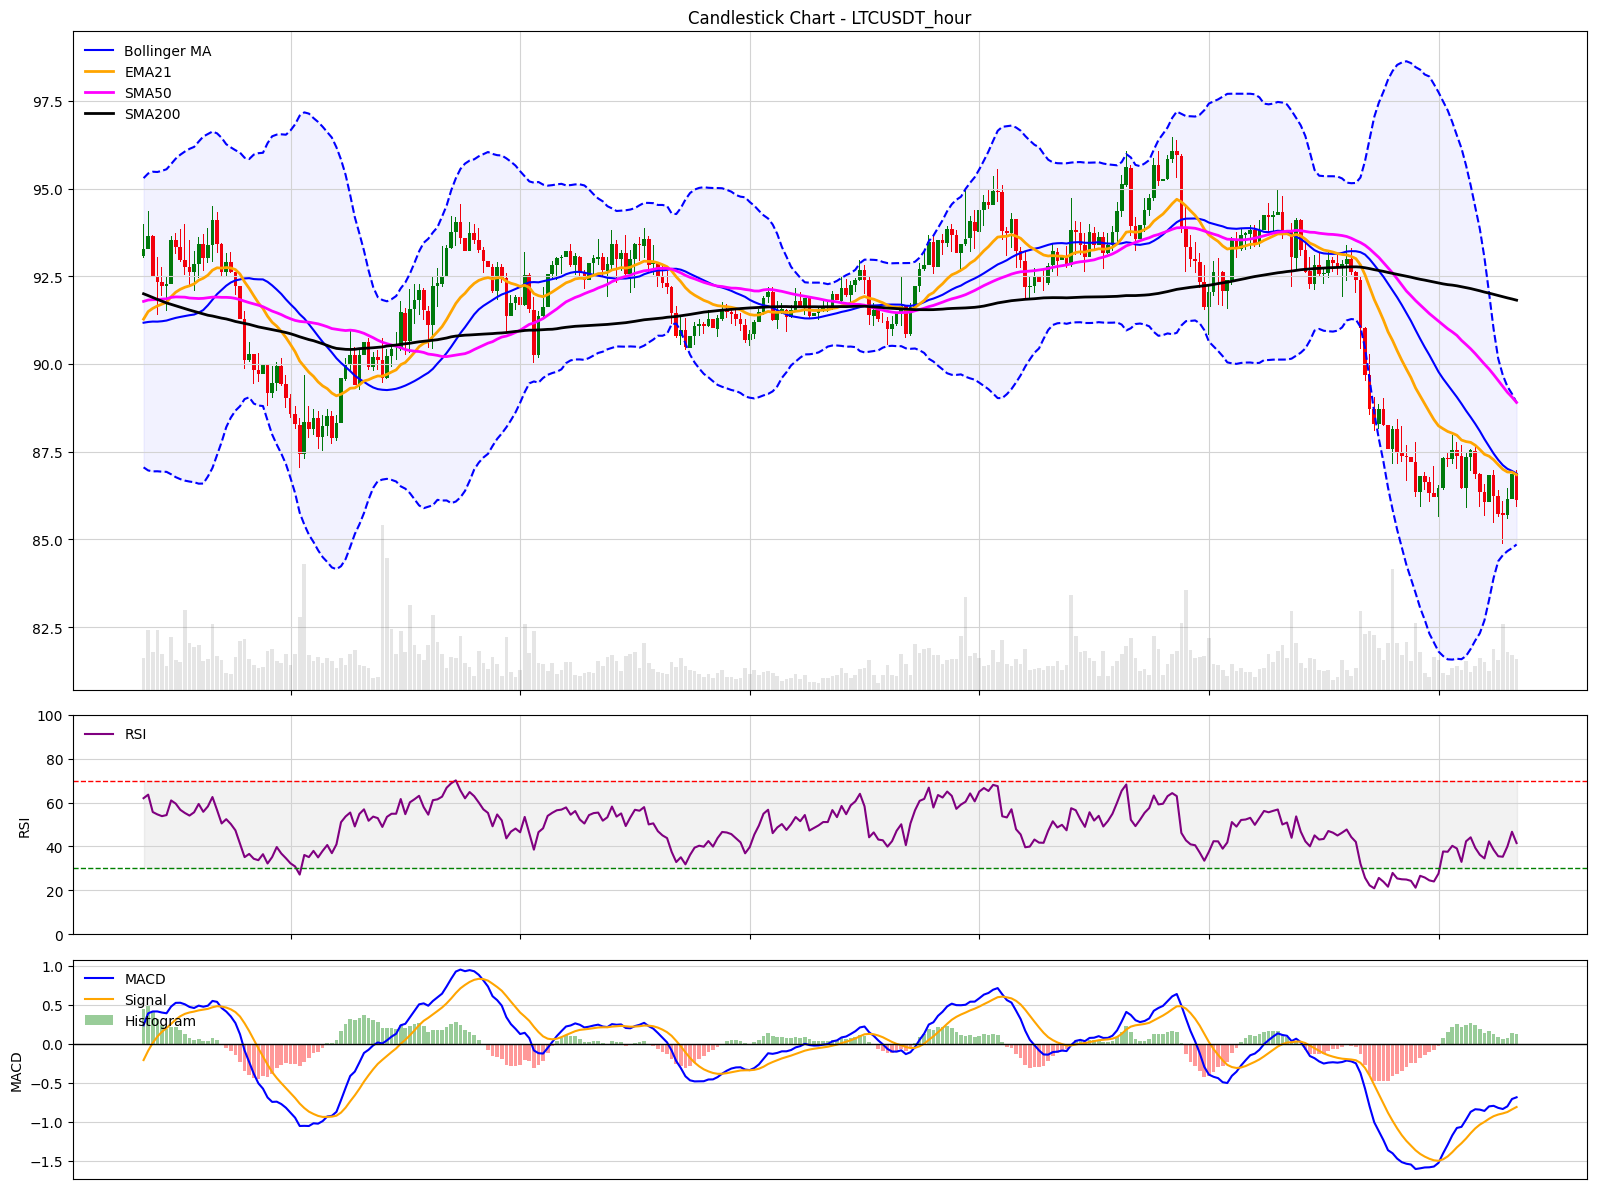 Candlestick Chart - LTCUSDT_hour
Bollinger MA
EMA21
SMA50
SMA200
97.5
95.0
92.5
90.0
87.5
85.0
82.5
RSI
100
80
60
40
20
0
RSI
MACD
Signal
Histogram
1.0
0.5
0.0
−0.5
−1.0
−1.5
MACD